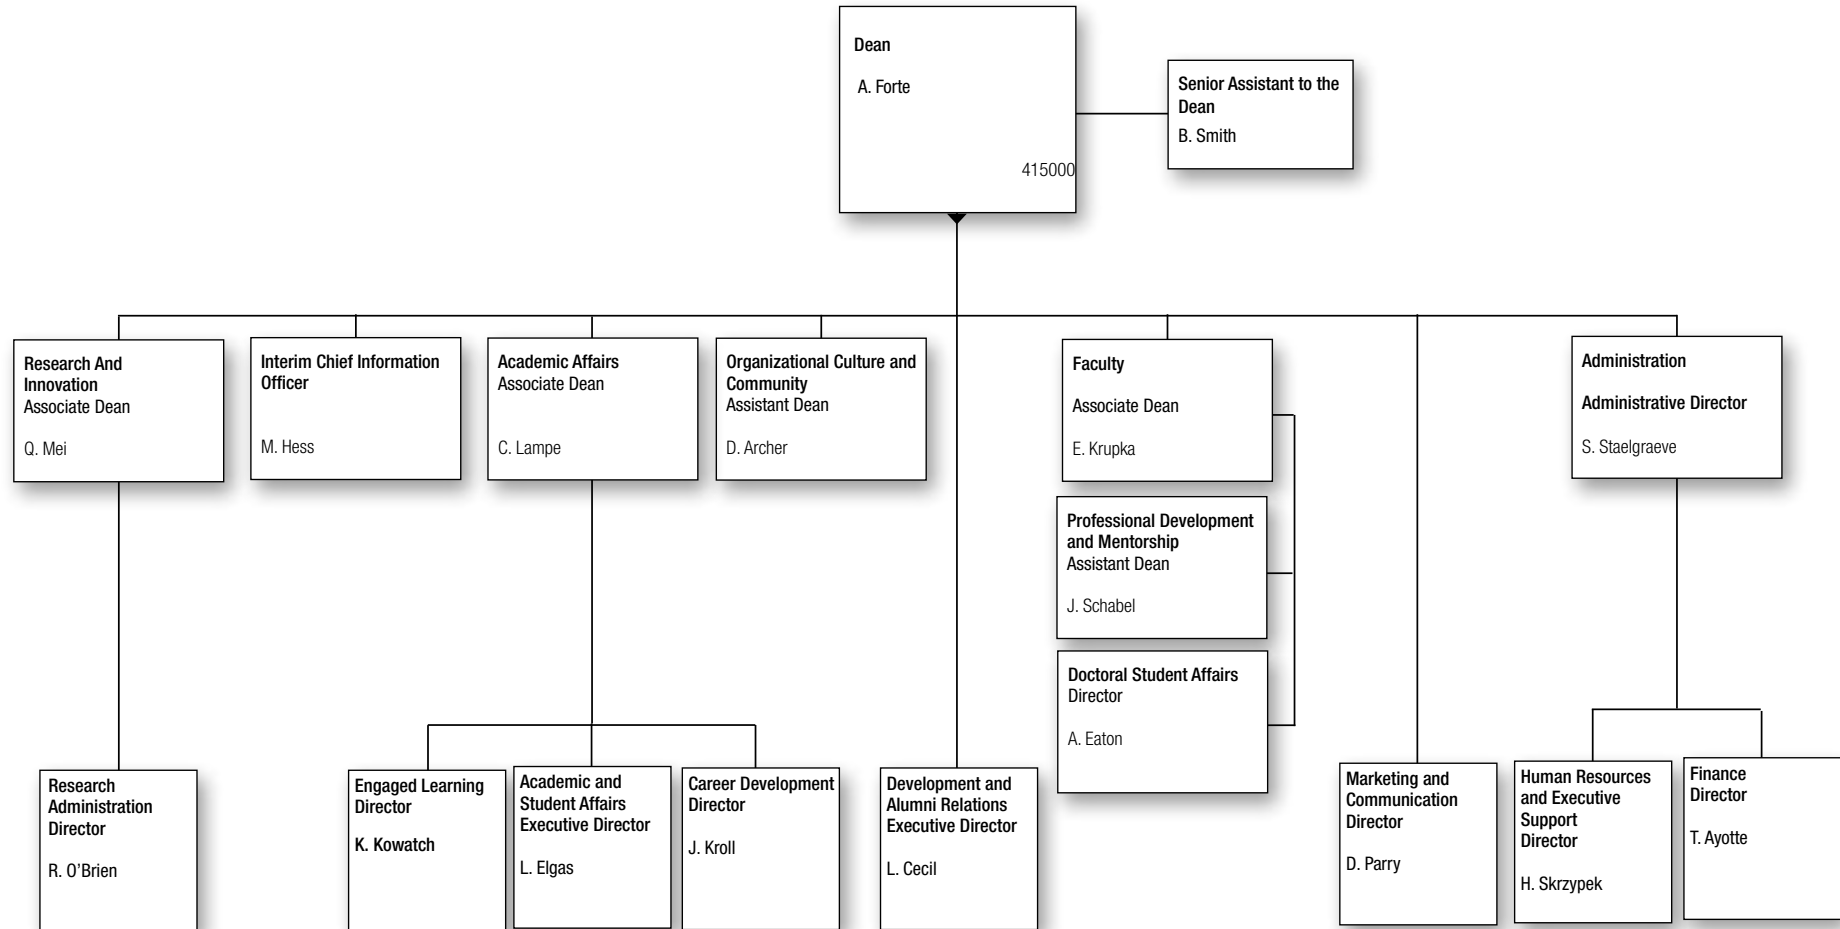 Dean
A. Forte
415000
Senior Assistant to the
Dean
B. Smith
Research And
Innovation
Associate Dean
Q. Mei
Interim Chief Information
Officer
M. Hess
Academic Affairs
Associate Dean
C. Lampe
Organizational Culture and
Community
Assistant Dean
D. Archer
Faculty
Associate Dean
E. Krupka
Administration
Administrative Director
S. Staelgraeve
Professional Development
and Mentorship
Assistant Dean
J. Schabel
Doctoral Student Affairs
Director
A. Eaton
Research
Administration
Director
R. O’Brien
Engaged Learning
Director
K. Kowatch
Academic and
Student Affairs
Executive Director
L. Elgas
Career Development
Director
J. Kroll
Development and
Alumni Relations
Executive Director
L. Cecil
Marketing and
Communication
Director
D. Parry
Human Resources
and Executive
Support
Director
H. Skrzypek
Finance
Director
T. Ayotte